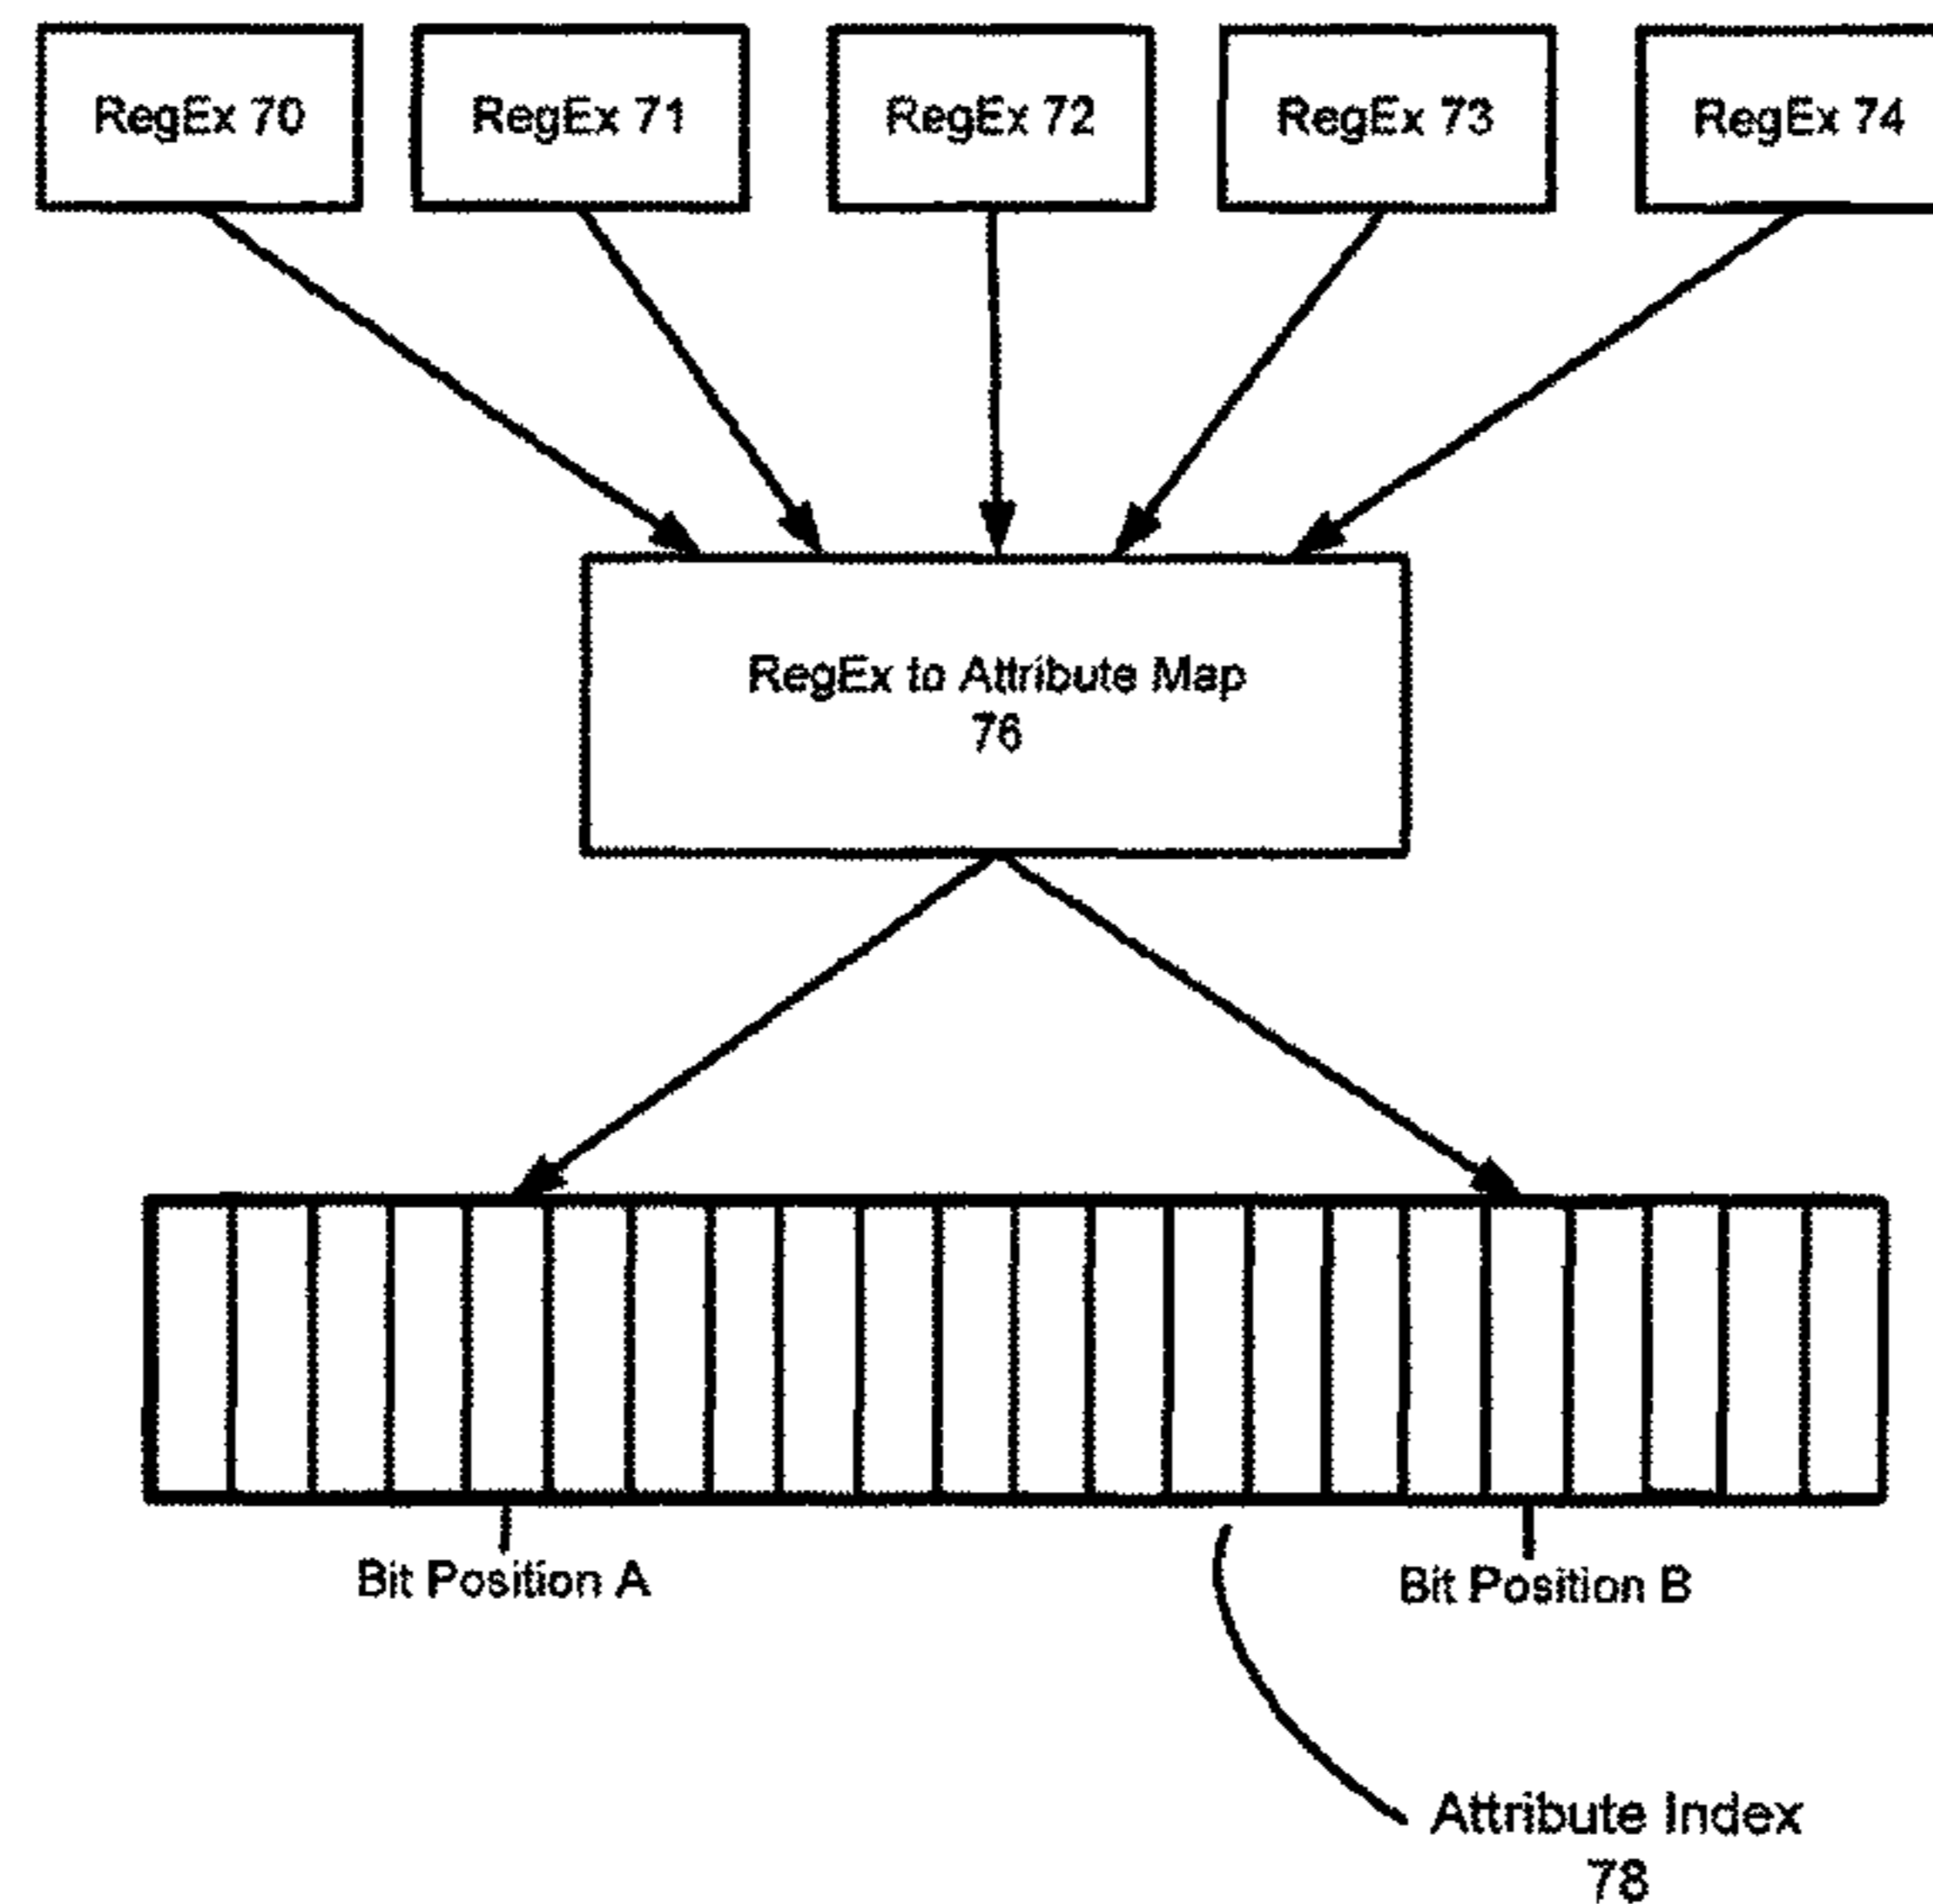 RegEx 70
RegEx 71
RegEx 72
RegEx 73
RegEx 74
RegEx to Attribute Map
76
Bit Position A
Bit Position B
Attribute Index
78